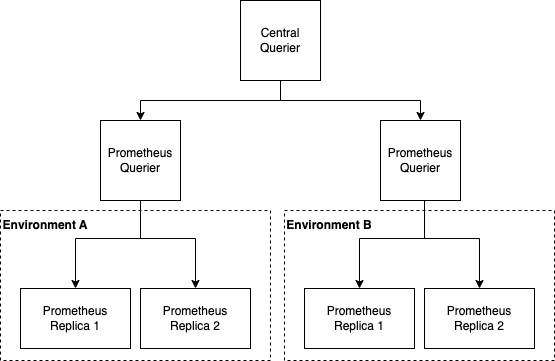 Central
Querier
Prometheus
Querier
Prometheus
Querier
Environment A
Environment B
Prometheus
Replica 1
Prometheus
Replica 2
Prometheus
Replica 1
Prometheus
Replica 2